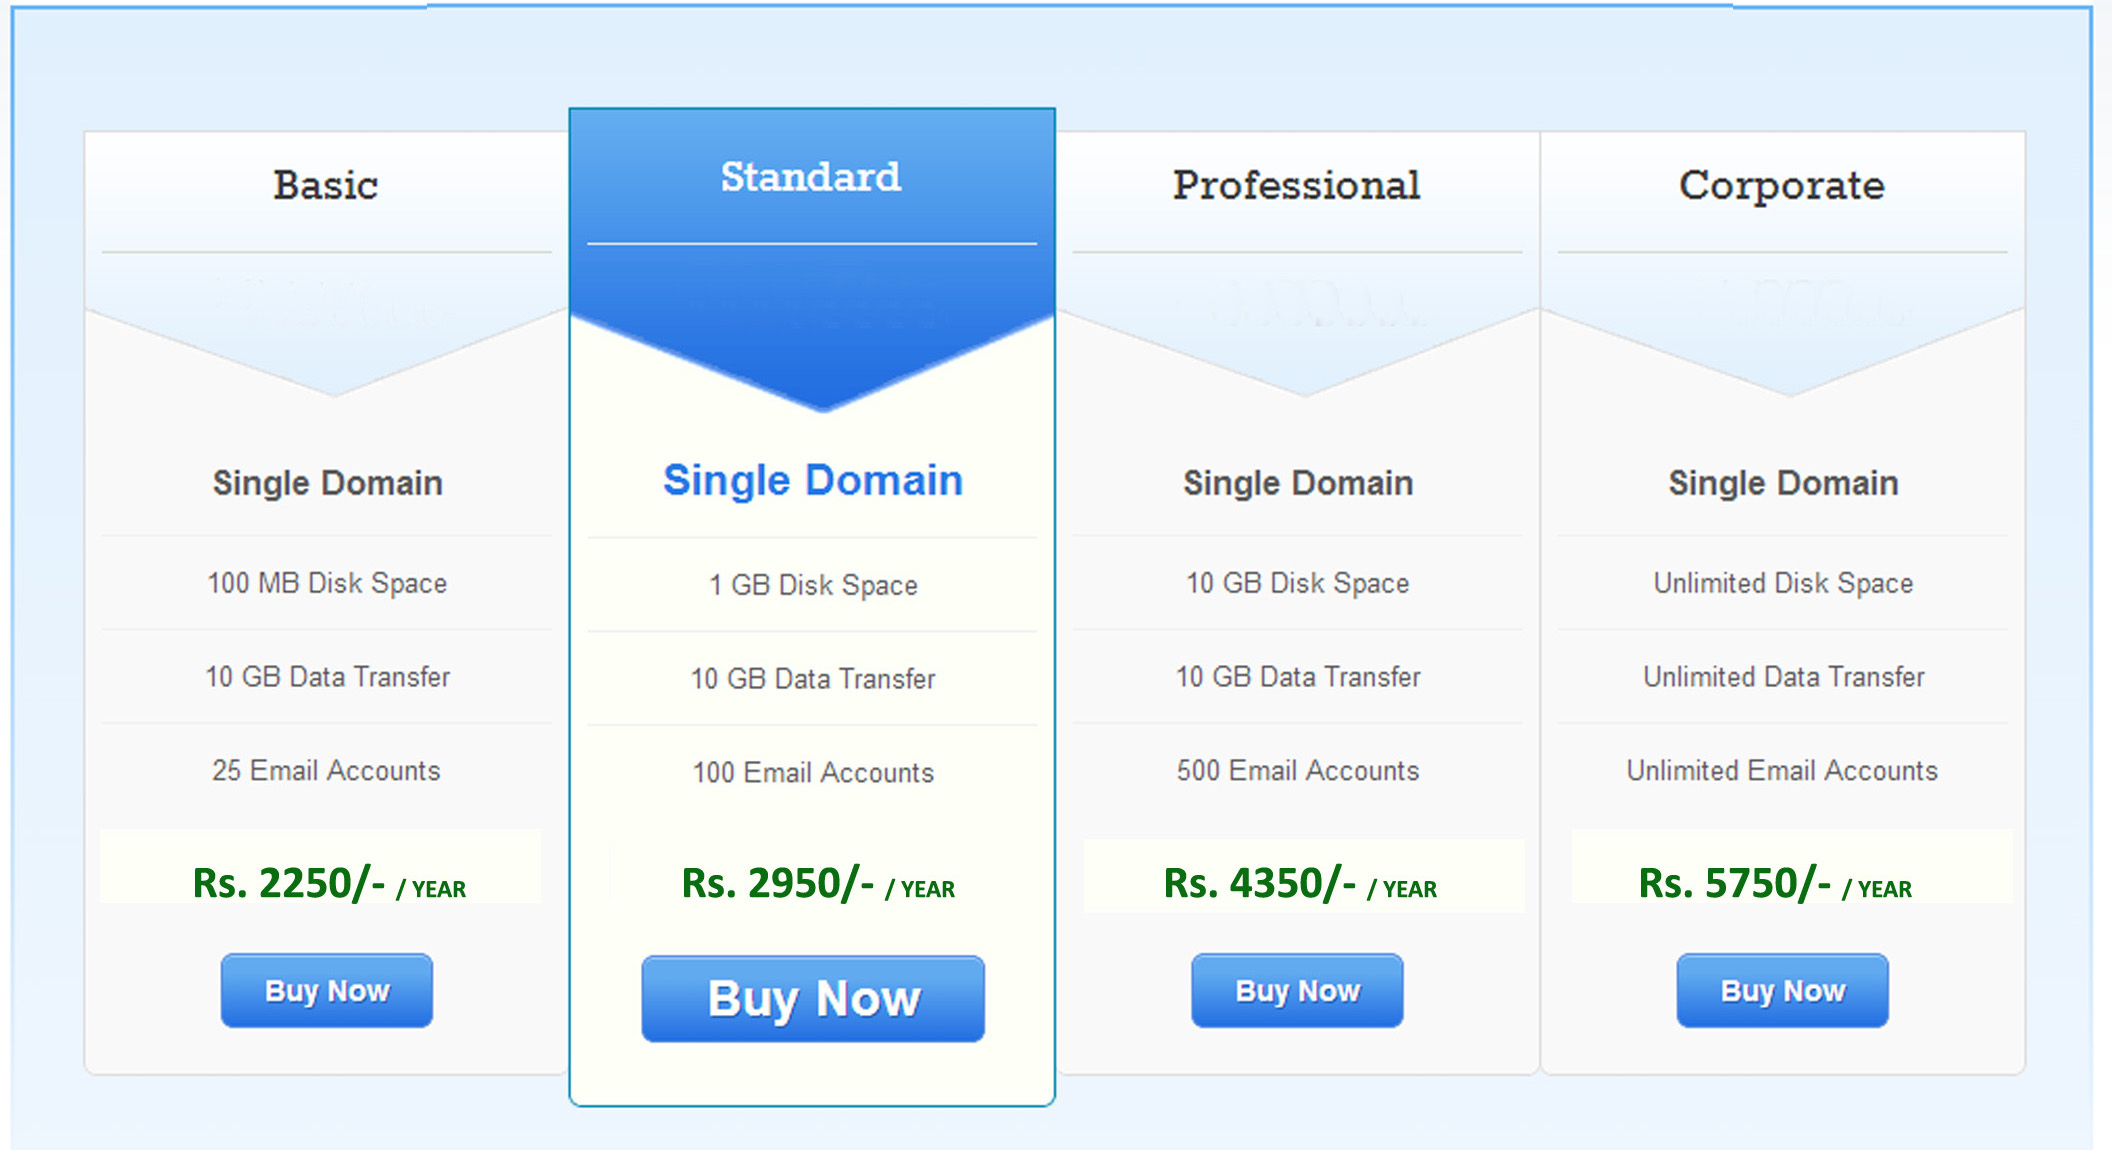 Basic
Single Domain
100 MB Disk Space
10 GB Data Transfer
25 Email Accounts
Rs. 2250/- / YEAR
Buy Now
Standard
Single Domain
1 GB Disk Space
10 GB Data Transfer
100 Email Accounts
Rs. 2950/- / YEAR
Buy Now
Professional
Single Domain
10 GB Disk Space
10 GB Data Transfer
500 Email Accounts
Rs. 4350/- / YEAR
Buy Now
Corporate
Single Domain
Unlimited Disk Space
Unlimited Data Transfer
Unlimited Email Accounts
Rs. 5750/- / YEAR
Buy Now